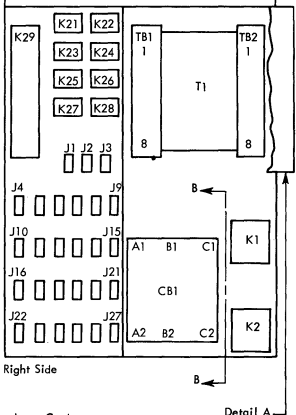 K29
K21 K22
K23 K24
K25 K26
K27 K28
TB1
1
8
T1
TB2
1
8
J1 J2 J3
J4 J9
J10 J15
J16 J21
J22 J27
B
A1 B1 C1
CB1
A2 B2 C2
K1
K2
B
Right Side
Detail A